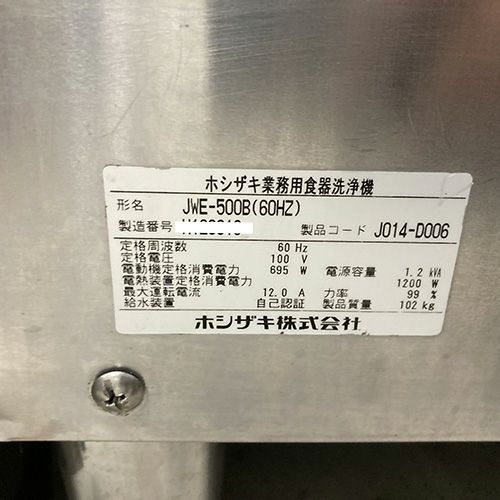 ホシザキ業務用食器洗浄機
形名 JWE-500B(60HZ)
製造番号 製品コード J014-D006
定格周波数 60 Hz
定格電圧 100 V
電動機定格消費電力 695 W 電源容量 1.2 kVA
電熱装置定格消費電力 1200 W
最大運転電流 12.0 A 力率 99 %
給水装置 自己認証 製品質量 102 kg
ホシザキ株式会社